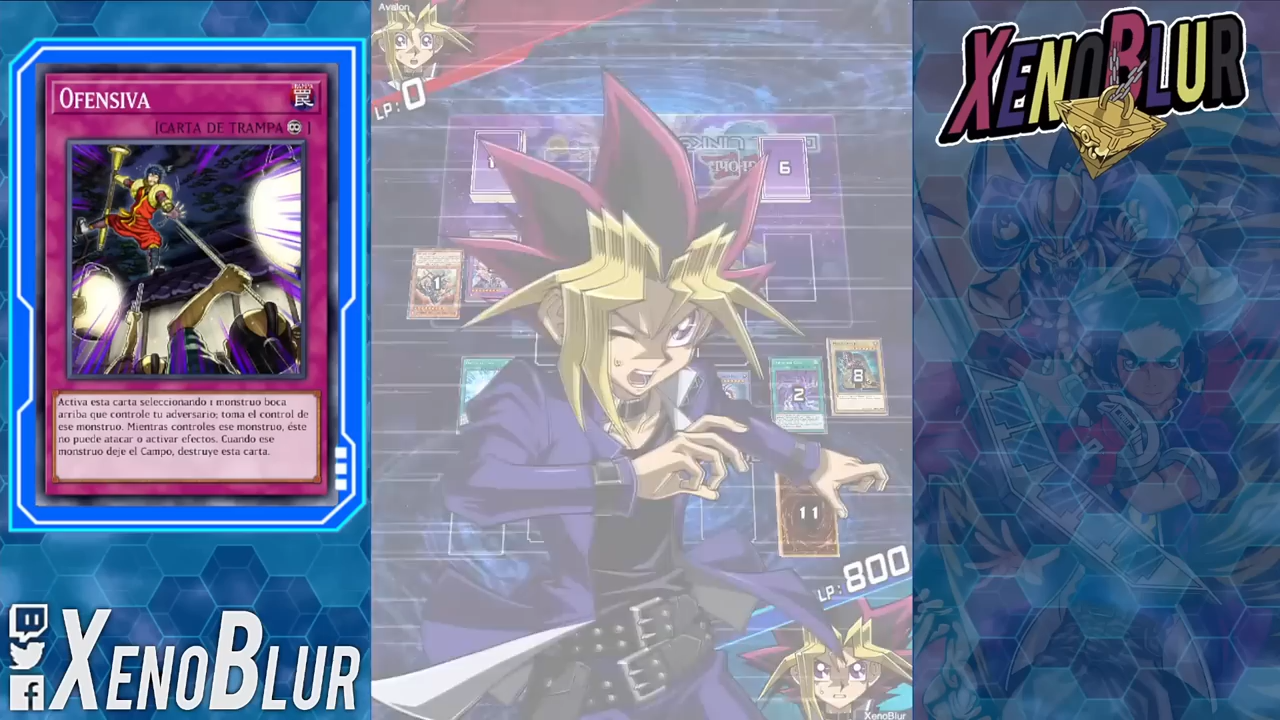 Avalon
LP:0
OFENSIVA
[CARTA DE TRAMPA ]
Activa esta carta seleccionando 1 monstruo boca
arriba que controle tu adversario; toma el control de
ese monstruo. Mientras controles ese monstruo, éste
no puede atacar o activar efectos. Cuando ese
monstruo deje el Campo, destruye esta carta.
XENOBLUR
6
1
8
2
11
LP:800
XenoBlur
XENOBLUR